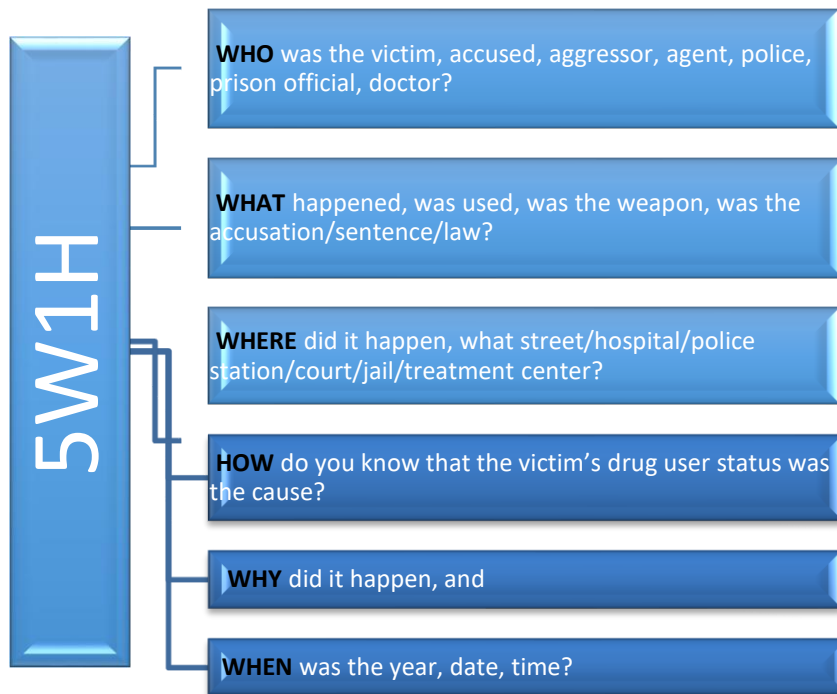 5W1H
WHO was the victim, accused, aggressor, agent, police,
prison official, doctor?
WHAT happened, was used, was the weapon, was the
accusation/sentence/law?
WHERE did it happen, what street/hospital/police
station/court/jail/treatment center?
HOW do you know that the victim’s drug user status was
the cause?
WHY did it happen, and
WHEN was the year, date, time?